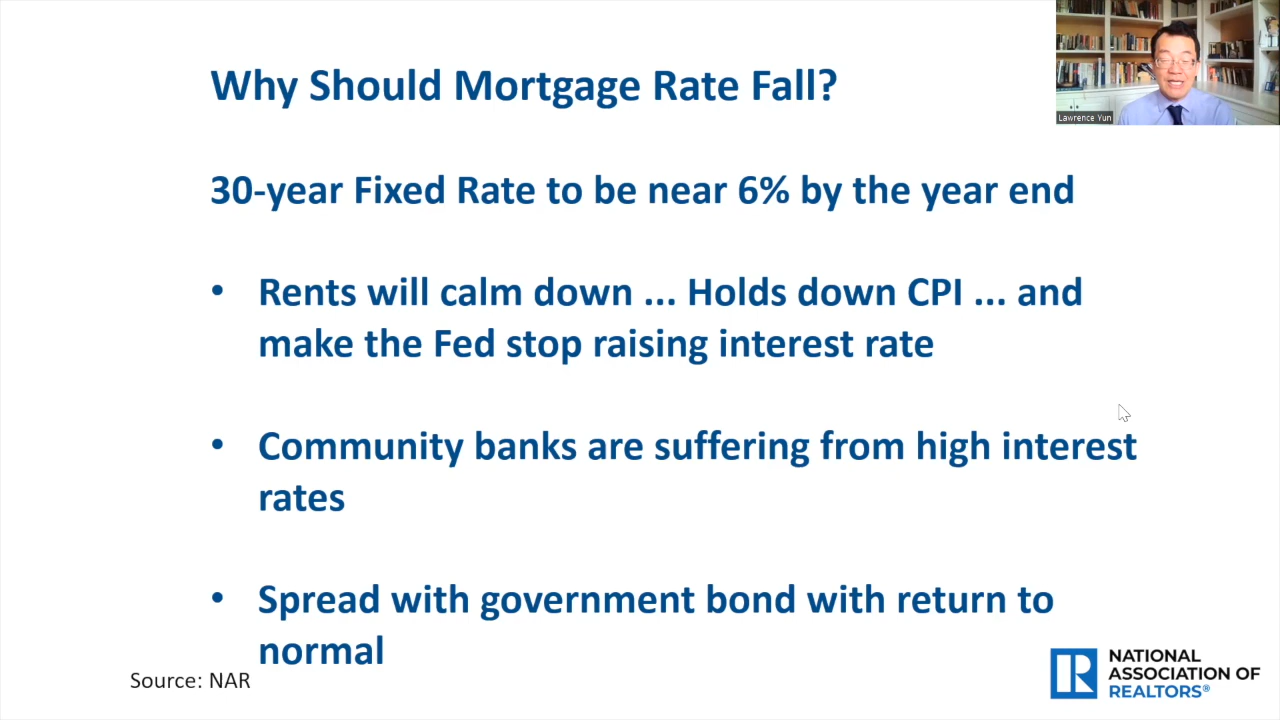 Why Should Mortgage Rate Fall?
Lawrence Yun
30-year Fixed Rate to be near 6% by the year end
• Rents will calm down ... Holds down CPI ... and
make the Fed stop raising interest rate
• Community banks are suffering from high interest
rates
• Spread with government bond with return to
normal
Source: NAR
R
NATIONAL
ASSOCIATION OF
REALTORS®